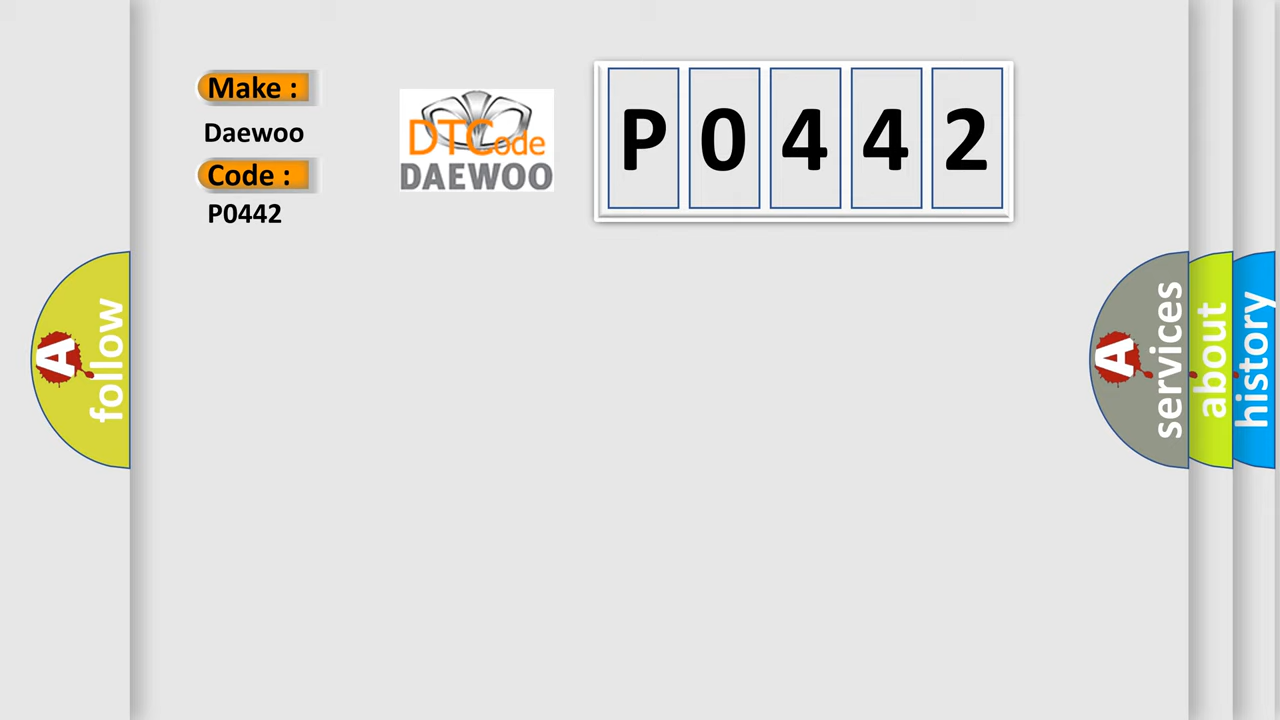 Make :
Daewoo
Code :
P0442
DTCode
DAEWOO
P0442
A
follow
A
services
about
history